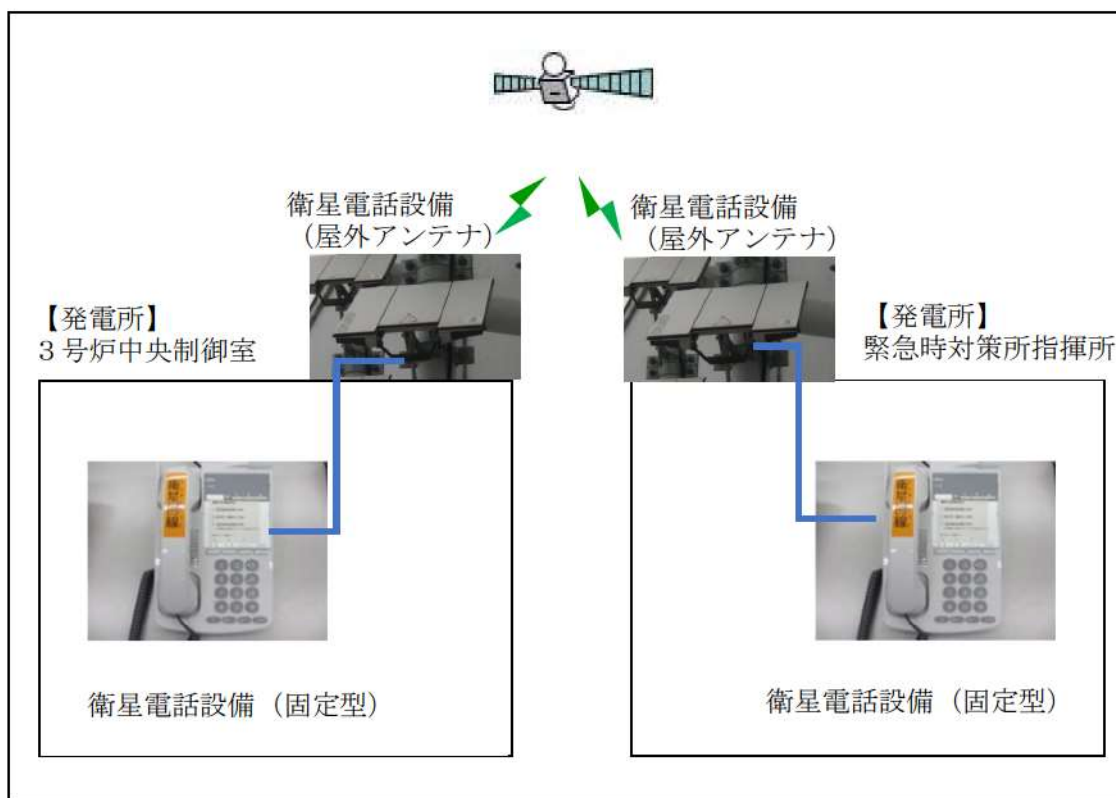 衛星電話設備
（屋外アンテナ）
衛星電話設備
（屋外アンテナ）
【発電所】
３号炉中央制御室
【発電所】
緊急時対策所指揮所
衛星電話設備（固定型）
衛星電話設備（固定型）